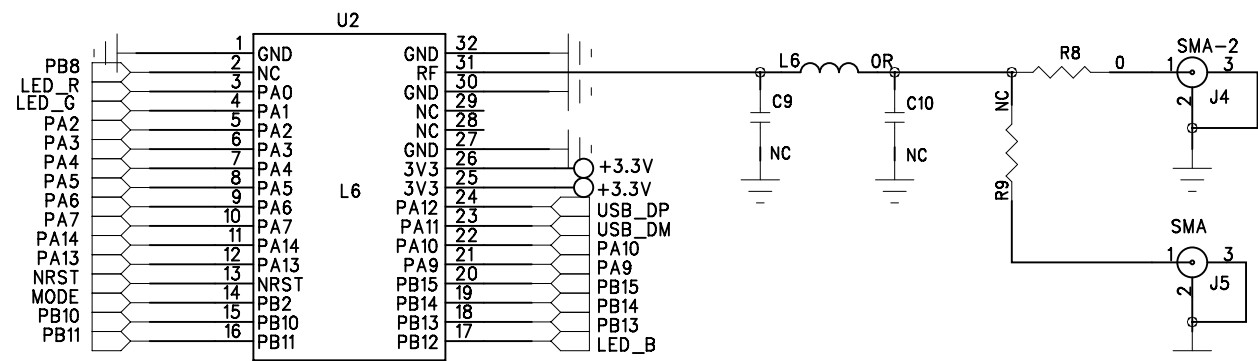 U2
1 GND
GND 32
PB8 2 NC
RF 31
LED_R 3 PA0
GND 30
LED_G 4 PA1
NC 29
PA2 5 PA2
NC 28
PA3 6 PA3
GND 27
PA4 7 PA4
3V3 26 +3.3V
PA5 8 PA5
3V3 25 +3.3V
L6
PA6 9 PA6
PA12 24 USB_DP
PA7 10 PA7
PA11 23 USB_DM
PA14 11 PA14
PA10 22 PA10
PA13 12 PA13
PA9 21 PA9
NRST 13 NRST
PB15 20 PB15
MODE 14 PB2
PB14 19 PB14
PB10 15 PB10
PB13 18 PB13
PB11 16 PB11
PB12 17 LED_B
L6 0R
C9
NC
C10
NC
R8 0
NC
R9
SMA-2
1 3
2 J4
SMA
1 3
2 J5